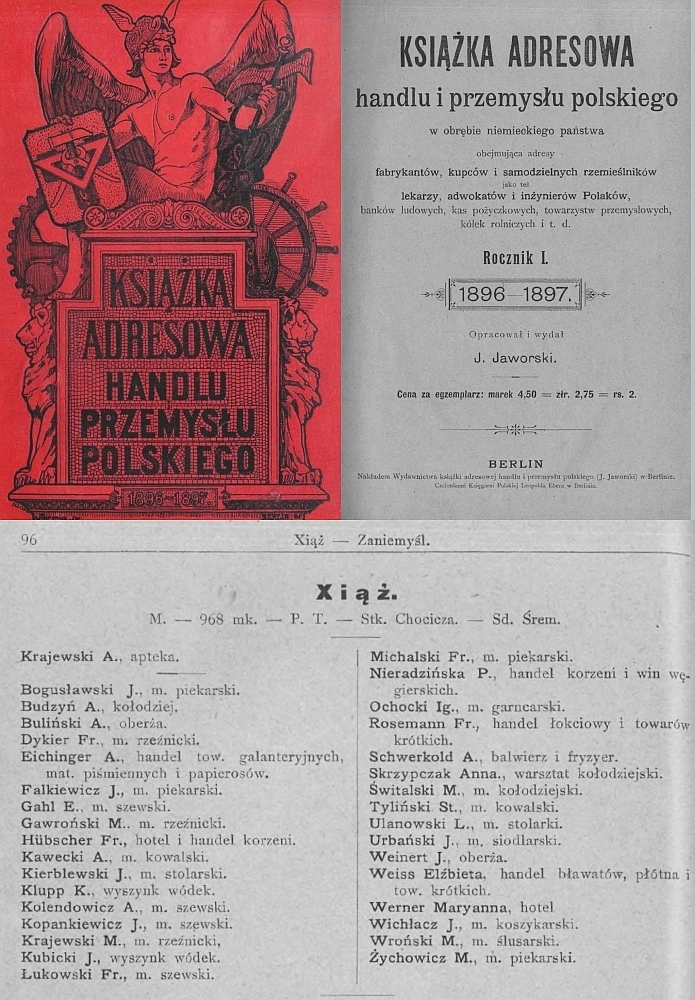 KSIĄŻKA
ADRESOWA
HANDLU
PRZEMYSŁU
POLSKIEGO
1896–1897.
KSIĄŻKA ADRESOWA
handlu i przemysłu polskiego
w obrębie niemieckiego państwa
obejmująca adresy
fabrykantów, kupców i samodzielnych rzemieślników
jako też
lekarzy, adwokatów i inżynierów Polaków,
banków ludowych, kas pożyczkowych, towarzystw przemysłowych,
kółek rolniczych i t. d.
Rocznik I.
1896—1897.
Opracował i wydał
J. Jaworski.
Cena za egzemplarz: marek 4,50 = złr. 2,75 = rs. 2.
BERLIN
Nakładem Wydawnictwa książki adresowej handlu i przemysłu polskiego (J. Jaworski) w Berlinie.
Czcionkami Księgarni Polskiej Leopolda Ebera w Berlinie.
96 Xiąż — Zaniemyśl.
Xiąż.
M. — 968 mk. — P. T. — Stk. Chocicza. — Sd. Śrem.
Krajewski A., apteka.
Bogusławski J., m. piekarski.
Budzyń A., kołodziej.
Buliński A., oberża.
Dykier Fr., m. rzeźnicki.
Eichinger A., handel tow. galanteryjnych,
mat. piśmiennych i papierosów.
Falkiewicz J., m. piekarski.
Gahl E., m. szewski.
Gawroński M.. m. rzeźnicki.
Hübscher Fr., hotel i handel korzeni.
Kawecki A., m. kowalski.
Kierblewski J., m. stolarski.
Klupp K., wyszynk wódek.
Kolendowicz A., m. szewski.
Kopankiewicz J., m. szewski.
Krajewski M., m. rzeźnicki,
Kubicki J., wyszynk wódek.
Łukowski Fr., m. szewski.
Michalski Fr., m. piekarski.
Nieradzińska P., handel korzeni i win wę-
gierskich.
Ochocki Ig., m. garncarski.
Rosemann Fr., handel łokciowy i towarów
krótkich.
Schwerkold A., balwierz i fryzyer.
Skrzypczak Anna., warsztat kołodziejski.
Świtalski M., m. kołodziejski.
Tyliński St., m. kowalski.
Ulanowski L., m. stolarki.
Urbański J., m. siodlarski.
Weinert J., oberża.
Weiss Elżbieta, handel bławatów, płótna i
tow. krótkich.
Werner Maryanna, hotel
Wichłacz J., m. koszykarski.
Wroński M., m. ślusarski.
Żychowicz M., m. piekarski.